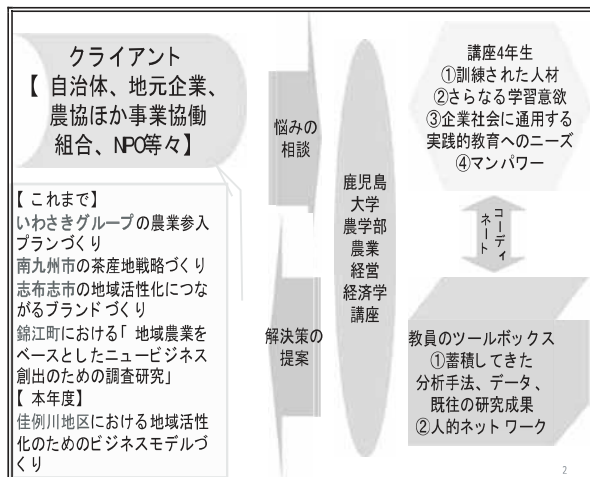 クライアント
【 自治体、地元企業、
農協ほか事業協働
組合、NPO等々】
【 これまで】
いわさきグループの農業参入
プランづくり
南九州市の茶産地戦略づくり
志布志市の地域活性化につな
がるブランドづくり
錦江町における「 地域農業を
ベースとしたニュービジネス
創出のための調査研究」
【 本年度】
佳例川地区における地域活性
化のためのビジネスモデルづ
くり
悩みの
相談
解決策の
提案
鹿児島
大学
農学部
農業
経営
経済学
講座
講座4年生
①訓練された人材
②さらなる学習意欲
③企業社会に通用する
実践的教育へのニーズ
④マンパワー
コーディ
ネート
教員のツールボックス
①蓄積してきた
分析手法、データ、
既往の研究成果
②人的ネットワーク
2